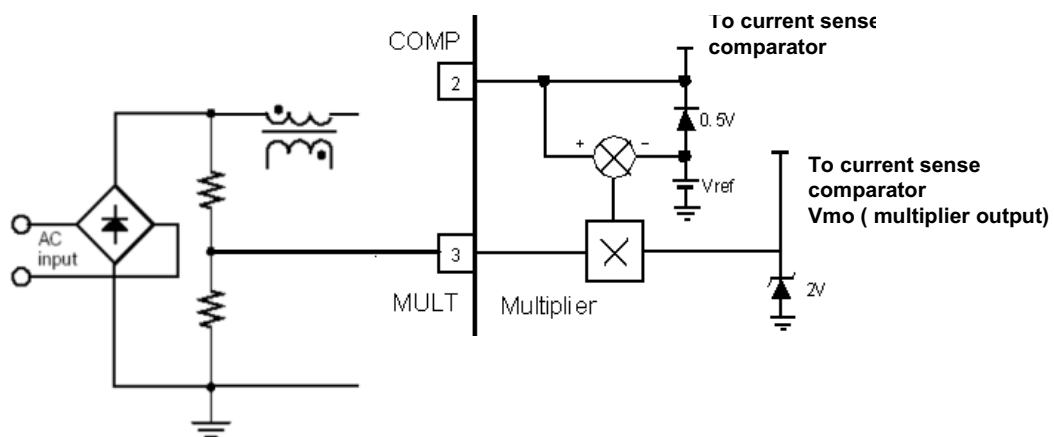 To current sense
comparator
COMP
2
0.5V
+
-
Vref
To current sense
comparator
Vmo ( multiplier output)
AC
input
3
MULT
Multiplier
2V